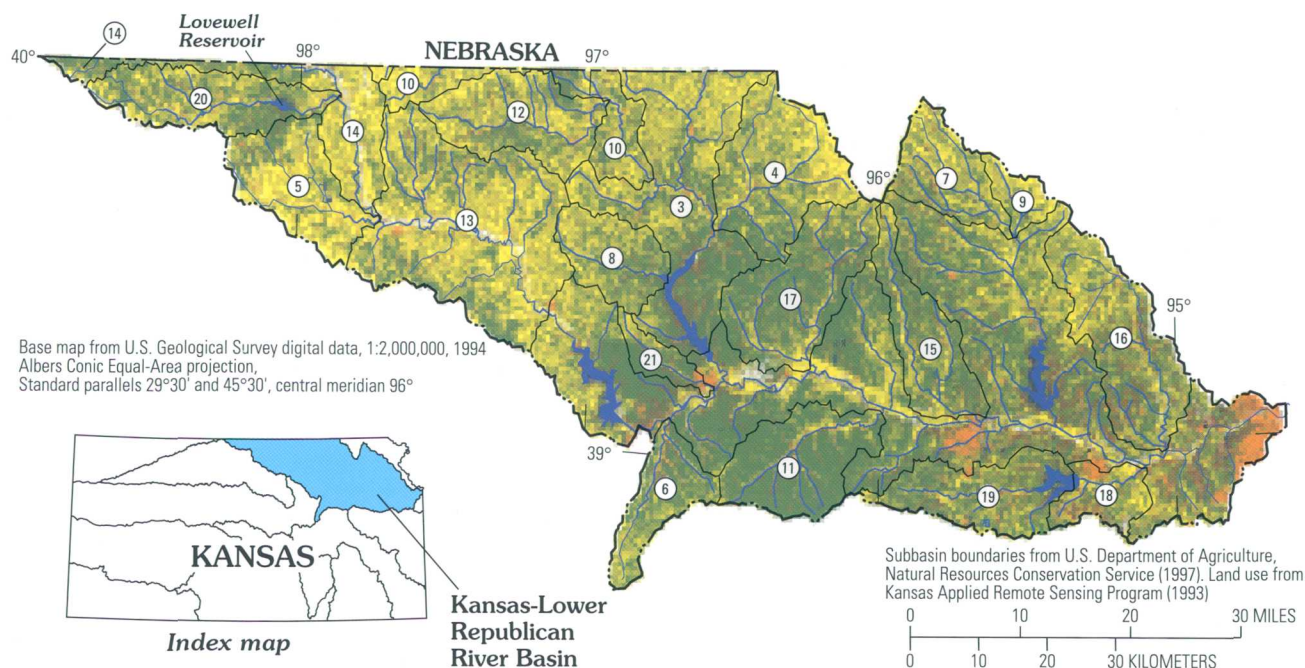 Lovewell
Reservoir
14
40°
98°
NEBRASKA
97°
20
10
12
14
10
4
96°
7
9
5
13
3
8
17
95°
16
15
21
Base map from U.S. Geological Survey digital data, 1:2,000,000, 1994
Albers Conic Equal-Area projection,
Standard parallels 29°30' and 45°30', central meridian 96°
39°
11
6
19
18
KANSAS
Index map
Kansas-Lower
Republican
River Basin
Subbasin boundaries from U.S. Department of Agriculture,
Natural Resources Conservation Service (1997). Land use from
Kansas Applied Remote Sensing Program (1993)
0 10 20 30 MILES
0 10 20 30 KILOMETERS